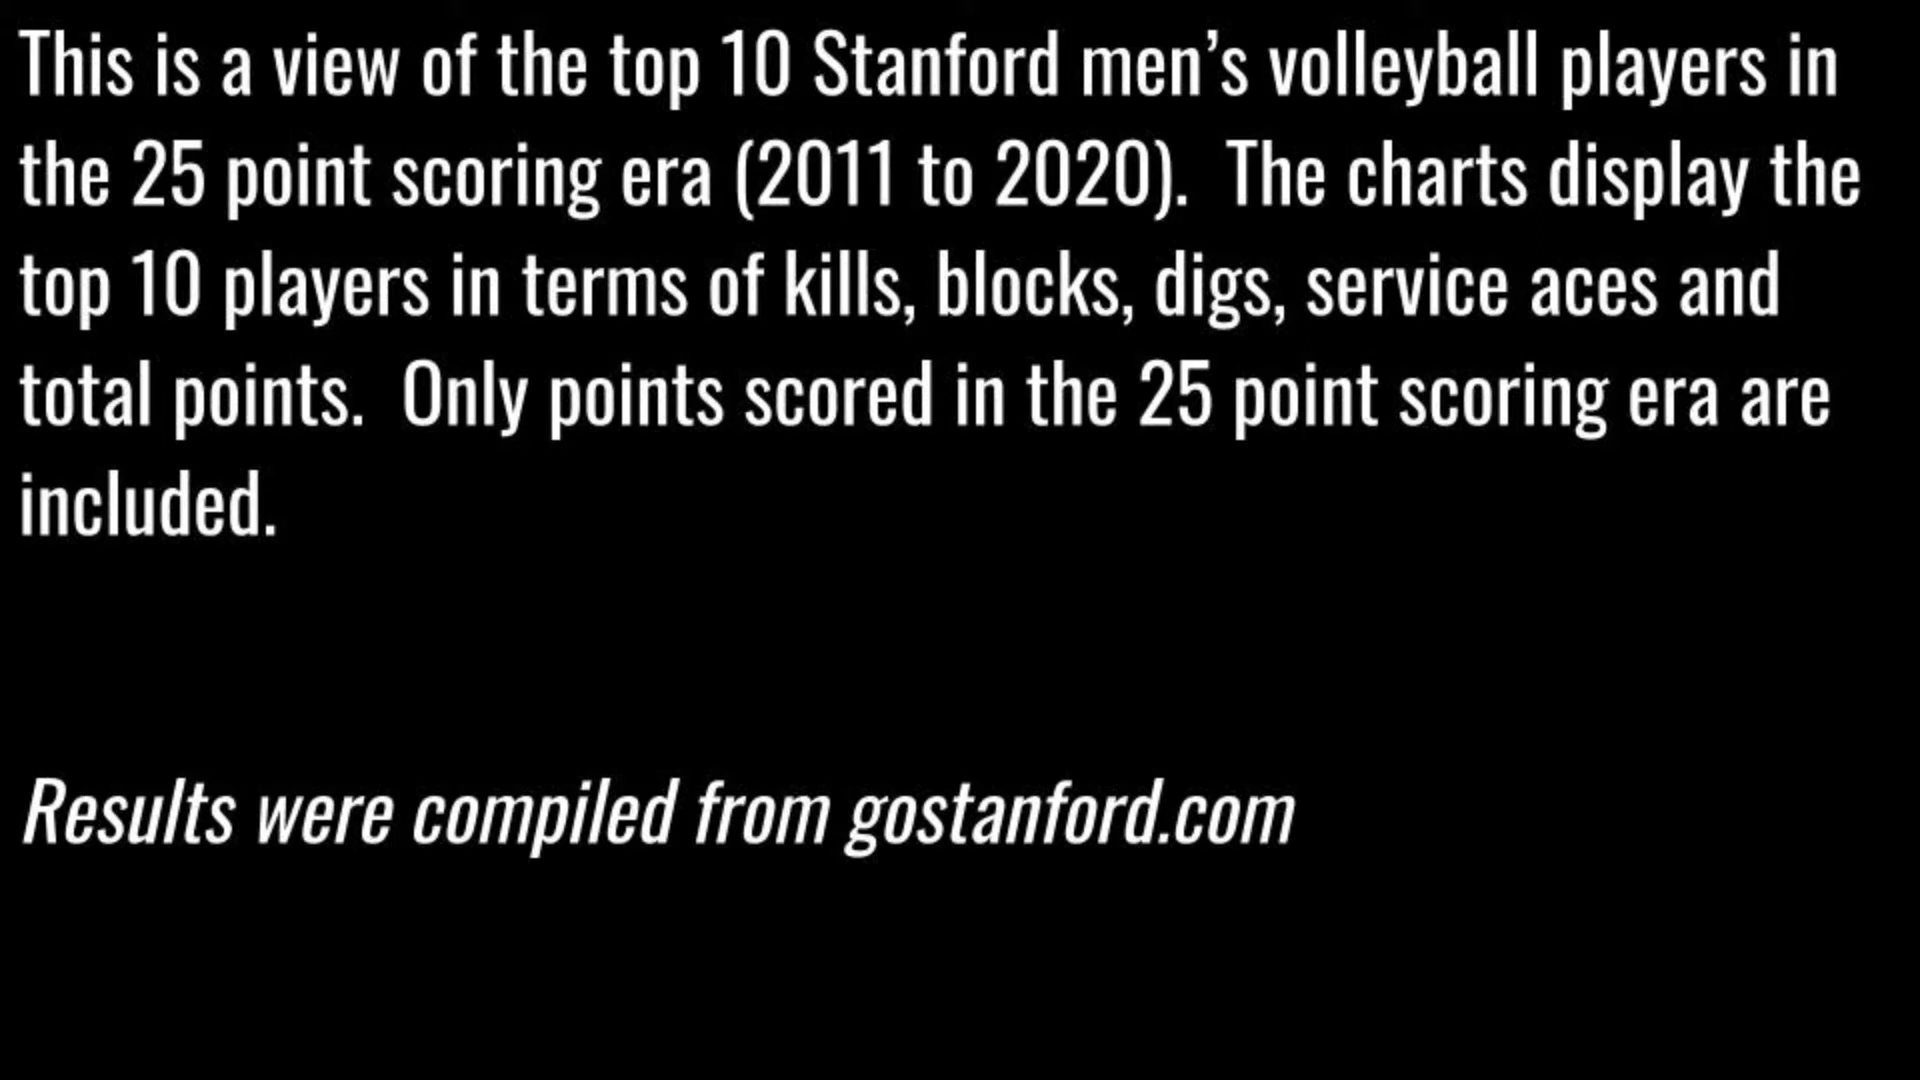 This is a view of the top 10 Stanford men’s volleyball players in
the 25 point scoring era (2011 to 2020).  The charts display the
top 10 players in terms of kills, blocks, digs, service aces and
total points.  Only points scored in the 25 point scoring era are
included.
Results were compiled from gostanford.com